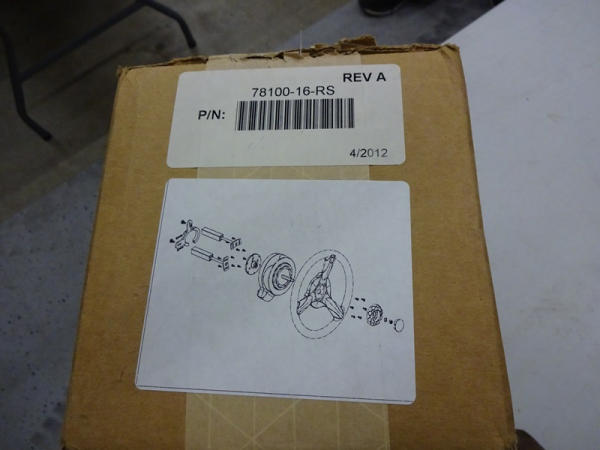 REV A
78100-16-RS
P/N:
4/2012